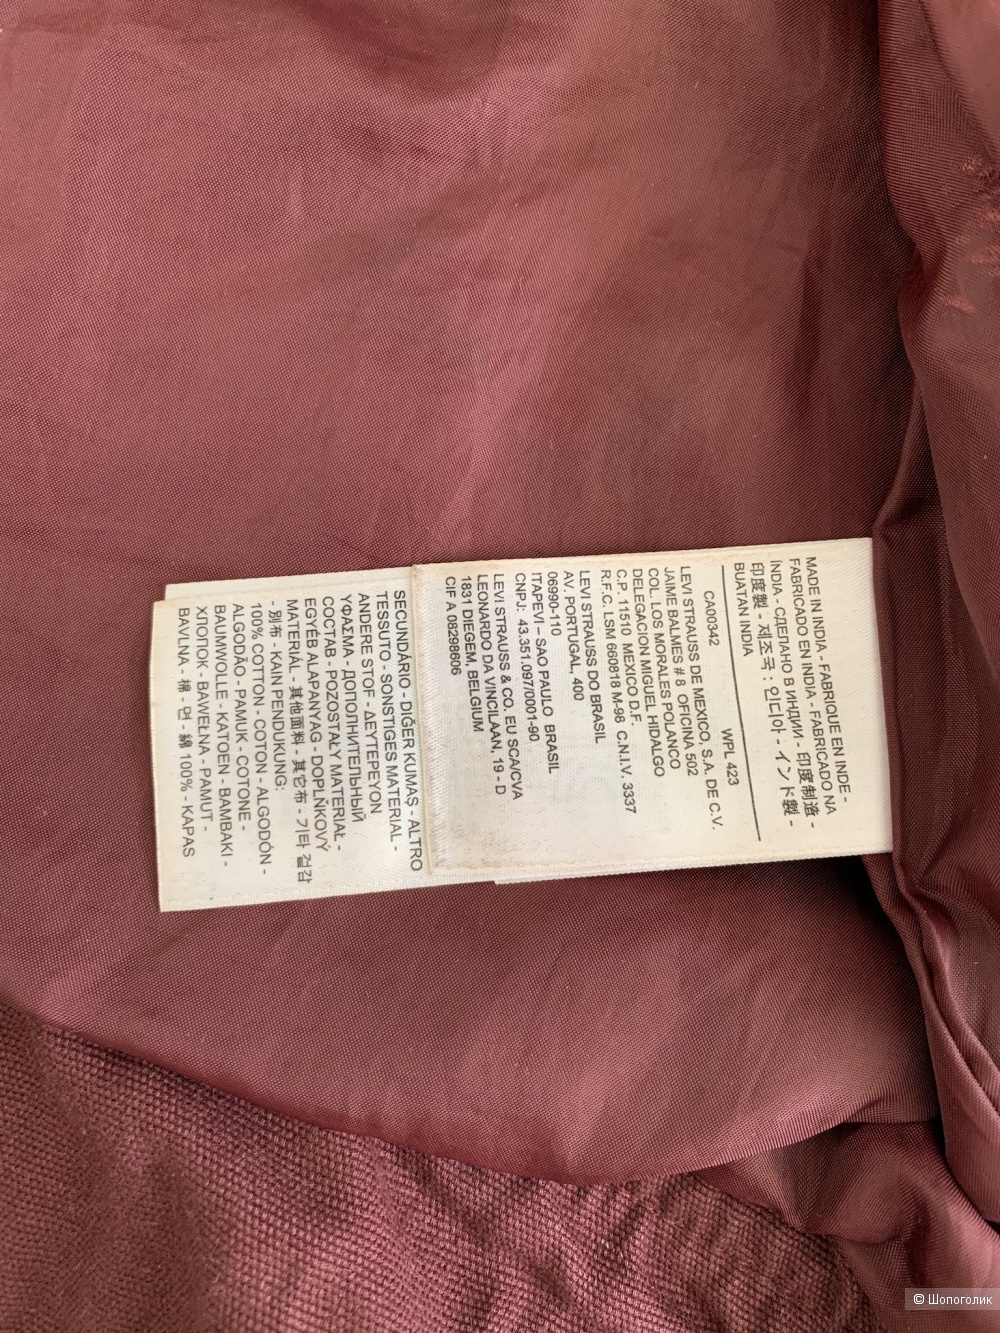 MADE IN INDIA - FABRIQUE EN INDE -
FABRICADO EN INDIA - FABRICADO NA
ÍNDIA - СДЕЛАНО В ИНДИИ - 印度制造 -
印度製 - 제조국 : 인디아 - インド製 -
BUATAN INDIA
CA00342 WPL 423
LEVI STRAUSS DE MEXICO, S.A. DE C.V.
JAIME BALMES # 8 OFICINA 502
COL. LOS MORALES POLANCO
DELEGACION MIGUEL HIDALGO
C.P. 11510 MEXICO D.F.
R.F.C. LSM 660818 M-96 C.N.I.V. 3337
LEVI STRAUSS DO BRASIL
AV. PORTUGAL, 400
06990-110
ITAPEVI – SAO PAULO BRASIL
CNPJ: 43.351.097/0001-90
LEVI STRAUSS & CO. EU SCA/CVA
LEONARDO DA VINCILAAN, 19 - D
1831 DIEGEM, BELGIUM
CIF A 08298606
SECUNDÁRIO - DIĞER KUMAŞ - ALTRO
TESSUTO - SONSTIGES MATERIAL -
ANDERE STOF - ΔΕΥΤΕΡΕΥΟΝ
ΥΦΑΣΜΑ - ДОПОЛНИТЕЛЬНЫЙ
СОСТАВ - POZOSTAŁY MATERIAŁ -
EGYÉB ALAPANYAG - DOPLŇKOVÝ
MATERIÁL - 其他面料 - 其它布 - 기타 겉감
- 別布 - KAIN PENDUKUNG:
100% COTTON - COTON - ALGODÓN -
ALGODÃO - PAMUK - COTONE -
BAUMWOLLE - KATOEN - BAMBAKI -
ХЛОПОК - BAWEŁNA - PAMUT -
BAVLNA - 棉 - 면 - 綿 100% - KAPAS
© Шопоголик